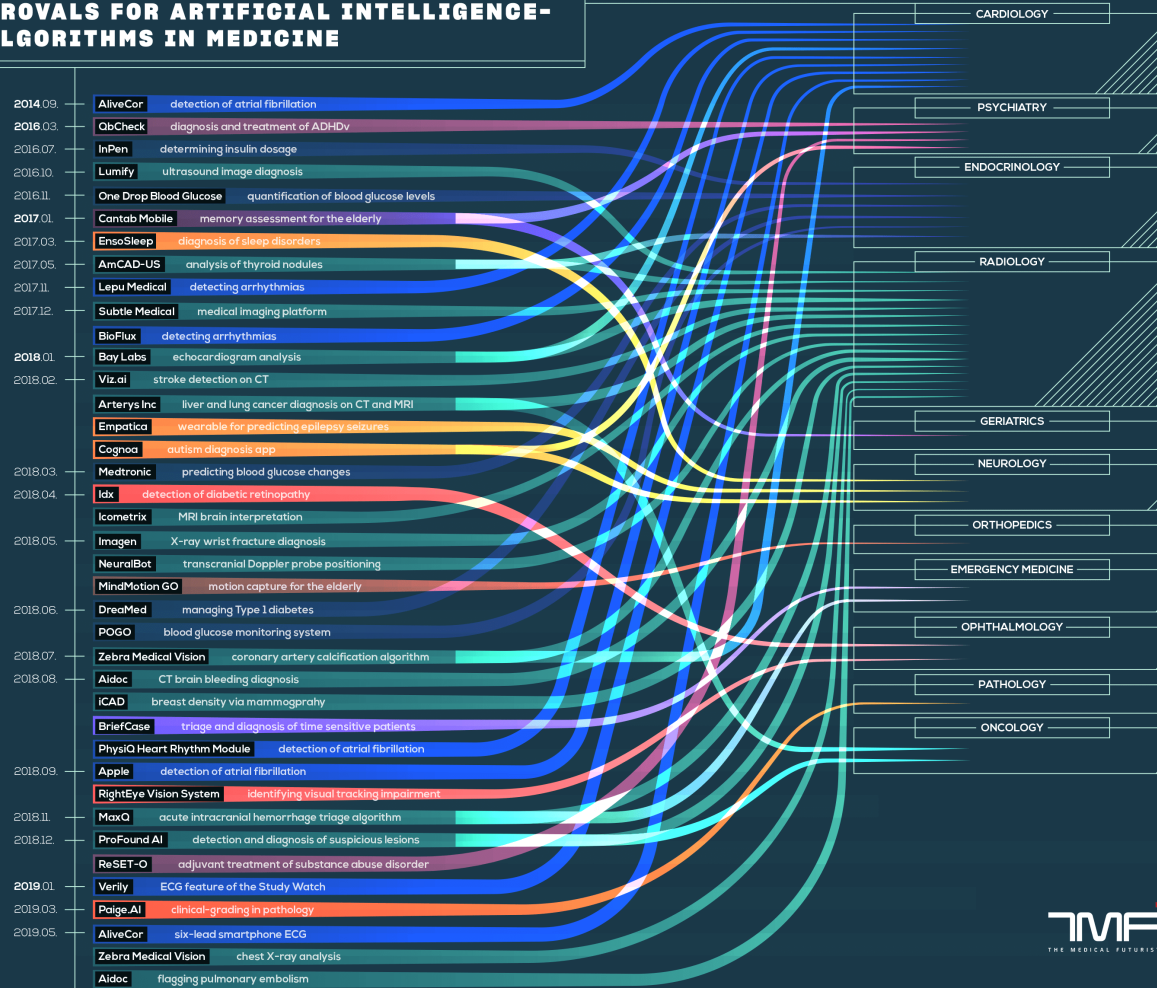 ROVALS FOR ARTIFICIAL INTELLIGENCE-
LGORITHMS IN MEDICINE
2014.09. AliveCor detection of atrial fibrillation
2016.03. QbCheck diagnosis and treatment of ADHDv
2016.07. InPen determining insulin dosage
2016.10. Lumify ultrasound image diagnosis
2016.11. One Drop Blood Glucose quantification of blood glucose levels
2017.01. Cantab Mobile memory assessment for the elderly
2017.03. EnsoSleep diagnosis of sleep disorders
2017.05. AmCAD-US analysis of thyroid nodules
2017.11. Lepu Medical detecting arrhythmias
2017.12. Subtle Medical medical imaging platform
BioFlux detecting arrhythmias
2018.01. Bay Labs echocardiogram analysis
2018.02. Viz.ai stroke detection on CT
Arterys Inc liver and lung cancer diagnosis on CT and MRI
Empatica wearable for predicting epilepsy seizures
Cognoa autism diagnosis app
2018.03. Medtronic predicting blood glucose changes
2018.04. Idx detection of diabetic retinopathy
Icometrix MRI brain interpretation
2018.05. Imagen X-ray wrist fracture diagnosis
NeuralBot transcranial Doppler probe positioning
MindMotion GO motion capture for the elderly
2018.06. DreaMed managing Type 1 diabetes
POGO blood glucose monitoring system
2018.07. Zebra Medical Vision coronary artery calcification algorithm
2018.08. Aidoc CT brain bleeding diagnosis
iCAD breast density via mammogprahy
BriefCase triage and diagnosis of time sensitive patients
PhysiQ Heart Rhythm Module detection of atrial fibrillation
2018.09. Apple detection of atrial fibrillation
RightEye Vision System identifying visual tracking impairment
2018.11. MaxQ acute intracranial hemorrhage triage algorithm
2018.12. ProFound AI detection and diagnosis of suspicious lesions
ReSET-O adjuvant treatment of substance abuse disorder
2019.01. Verily ECG feature of the Study Watch
2019.03. Paige.AI clinical-grading in pathology
2019.05. AliveCor six-lead smartphone ECG
Zebra Medical Vision chest X-ray analysis
Aidoc flagging pulmonary embolism
CARDIOLOGY
PSYCHIATRY
ENDOCRINOLOGY
RADIOLOGY
GERIATRICS
NEUROLOGY
ORTHOPEDICS
EMERGENCY MEDICINE
OPHTHALMOLOGY
PATHOLOGY
ONCOLOGY
TMF
THE MEDICAL FUTURIST